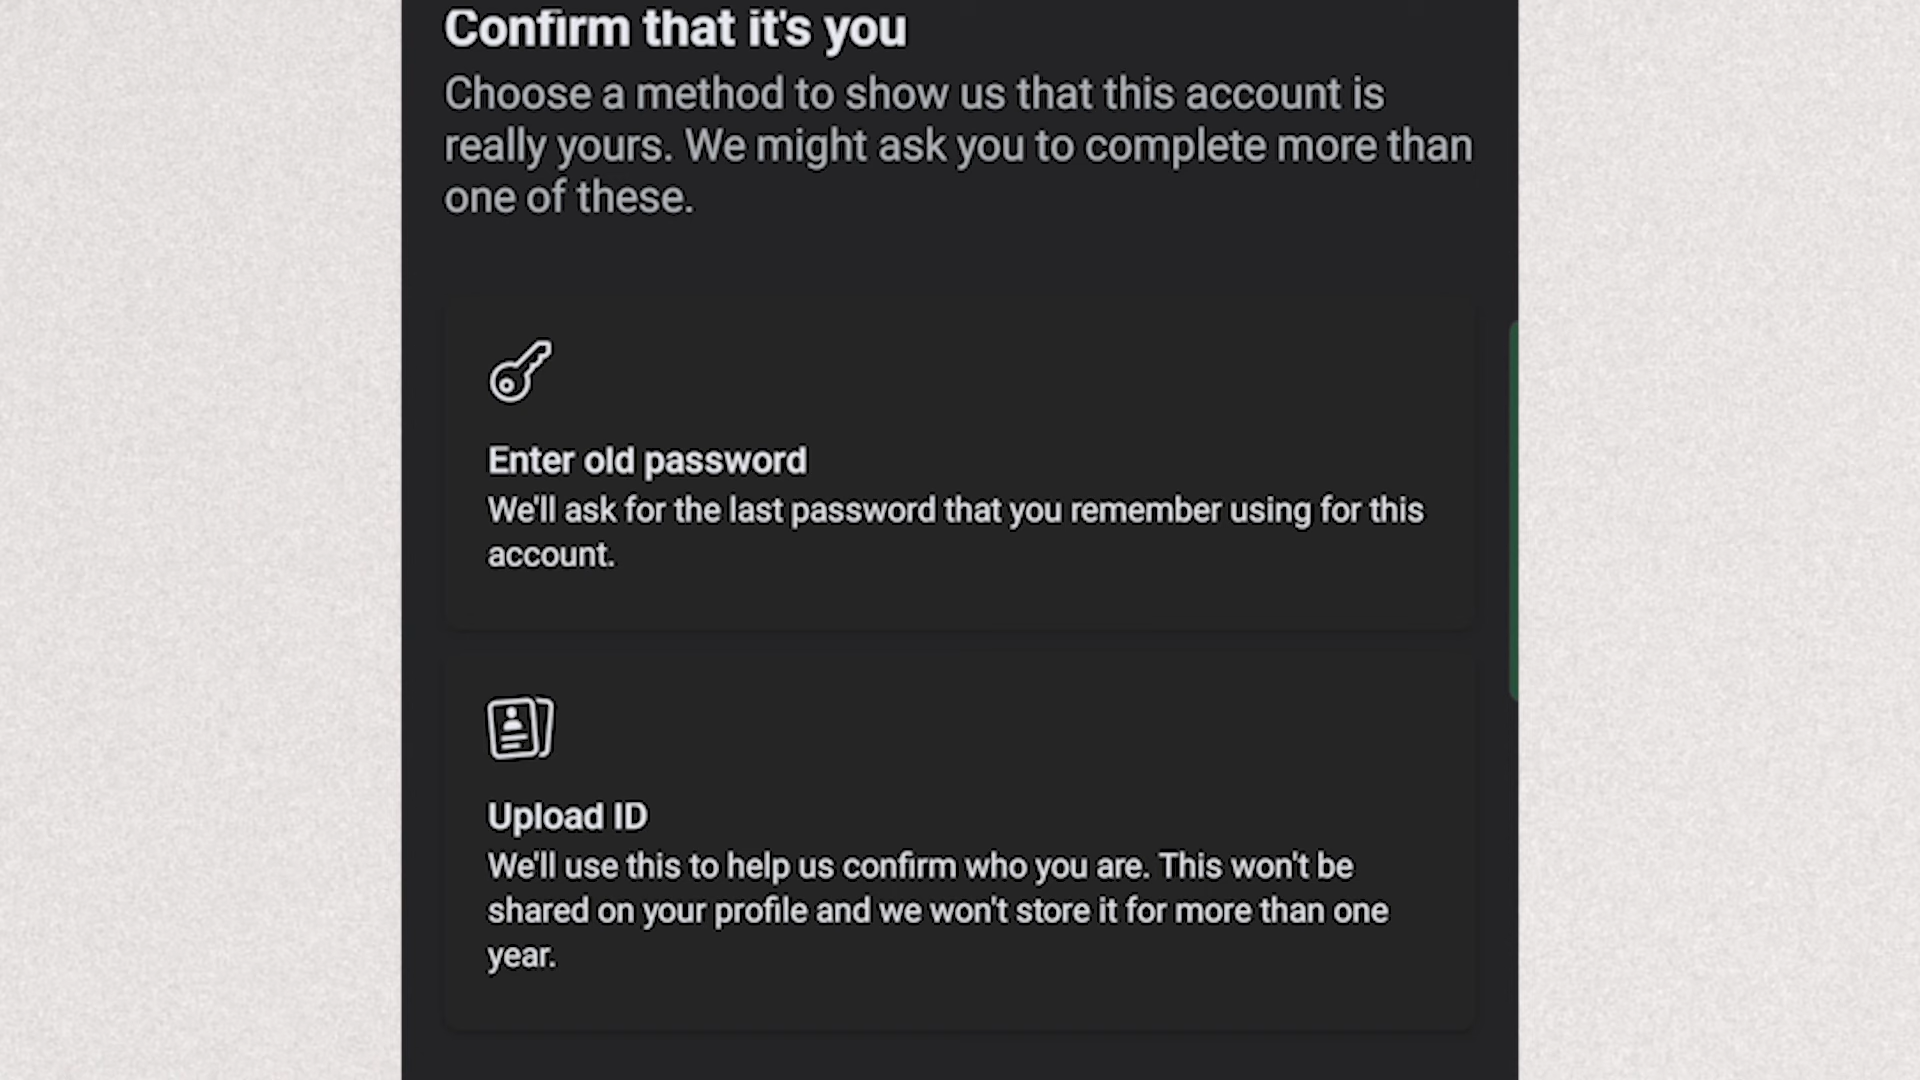 Confirm that it's you
Choose a method to show us that this account is
really yours. We might ask you to complete more than
one of these.
Enter old password
We'll ask for the last password that you remember using for this
account.
Upload ID
We'll use this to help us confirm who you are. This won't be
shared on your profile and we won't store it for more than one
year.